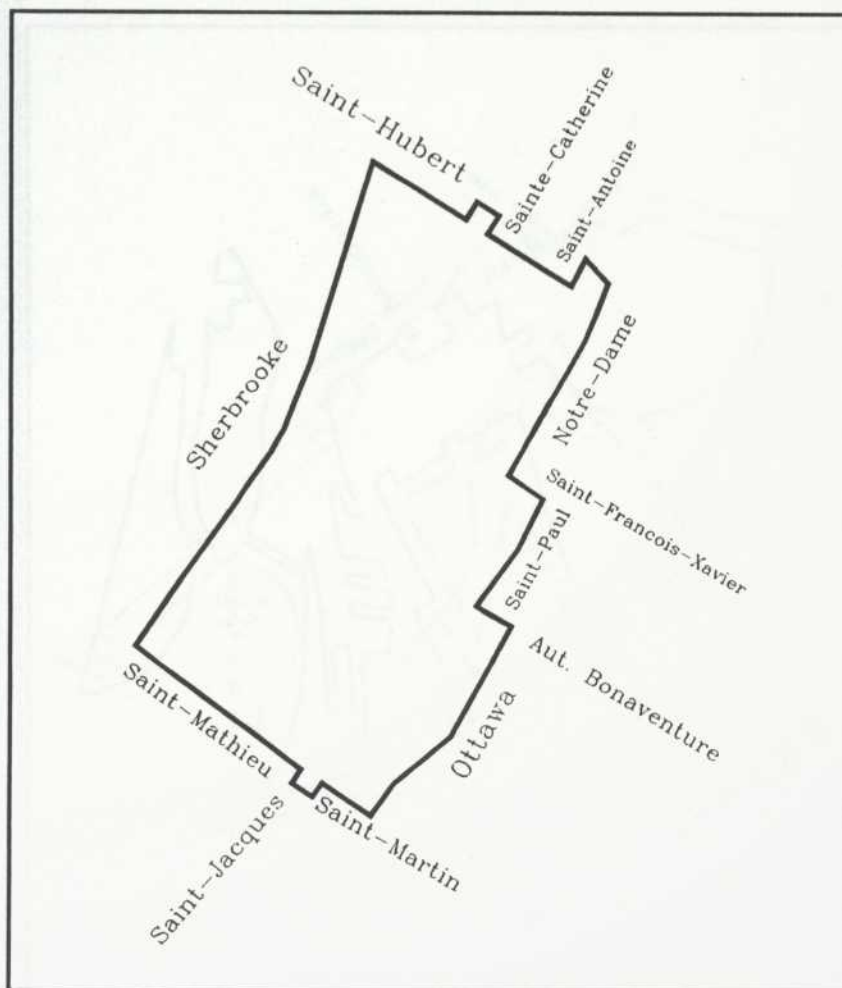 Saint-Hubert
Sainte-Catherine
Saint-Antoine
Sherbrooke
Notre-Dame
Saint-Francois-Xavier
Saint-Paul
Aut. Bonaventure
Saint-Mathieu
Ottawa
Saint-Jacques
Saint-Martin